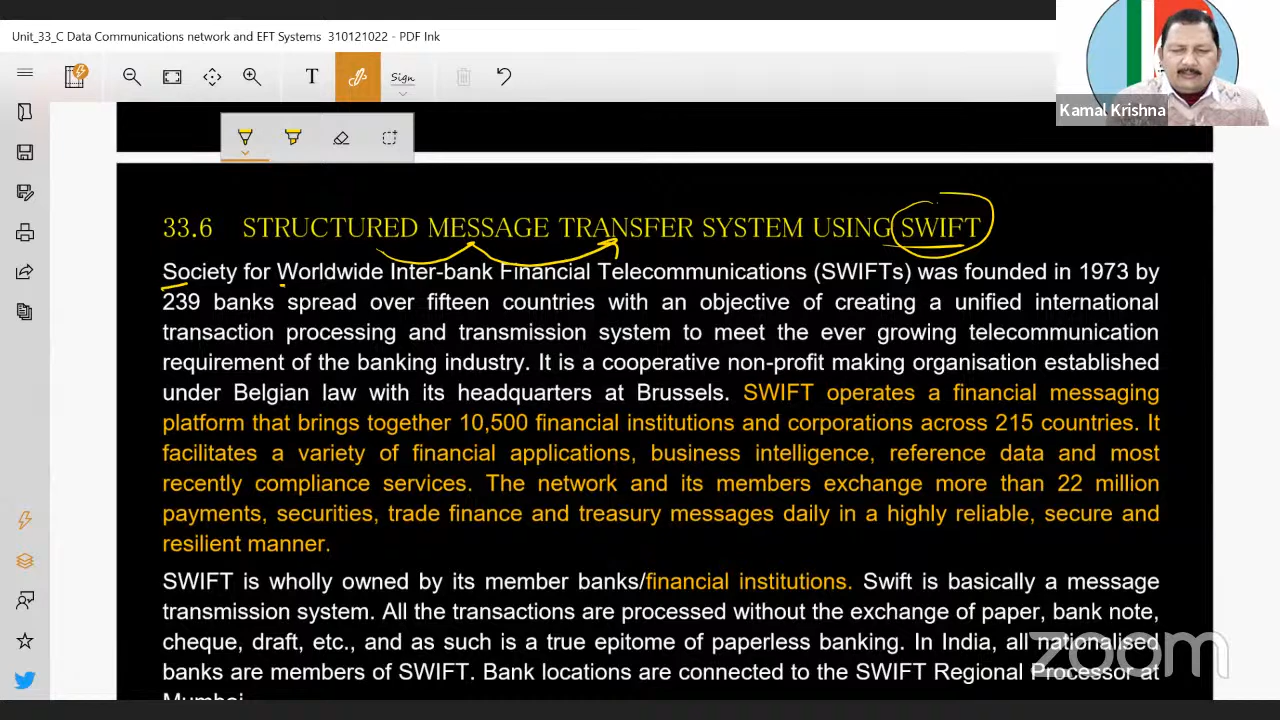 Unit_33_C Data Communications network and EFT Systems 310121022 - PDF Ink
T
Sign
Kamal Krishna
33.6 STRUCTURED MESSAGE TRANSFER SYSTEM USING SWIFT
Society for Worldwide Inter-bank Financial Telecommunications (SWIFTs) was founded in 1973 by
239 banks spread over fifteen countries with an objective of creating a unified international
transaction processing and transmission system to meet the ever growing telecommunication
requirement of the banking industry. It is a cooperative non-profit making organisation established
under Belgian law with its headquarters at Brussels. SWIFT operates a financial messaging
platform that brings together 10,500 financial institutions and corporations across 215 countries. It
facilitates a variety of financial applications, business intelligence, reference data and most
recently compliance services. The network and its members exchange more than 22 million
payments, securities, trade finance and treasury messages daily in a highly reliable, secure and
resilient manner.
SWIFT is wholly owned by its member banks/financial institutions. Swift is basically a message
transmission system. All the transactions are processed without the exchange of paper, bank note,
cheque, draft, etc., and as such is a true epitome of paperless banking. In India, all nationalised
banks are members of SWIFT. Bank locations are connected to the SWIFT Regional Processor at
Mumbai
zoom